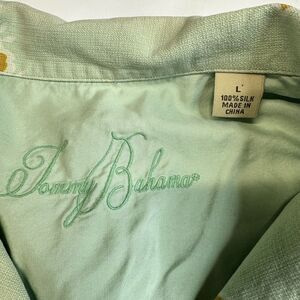 L
100% SILK
MADE IN
CHINA
Tommy Bahama®